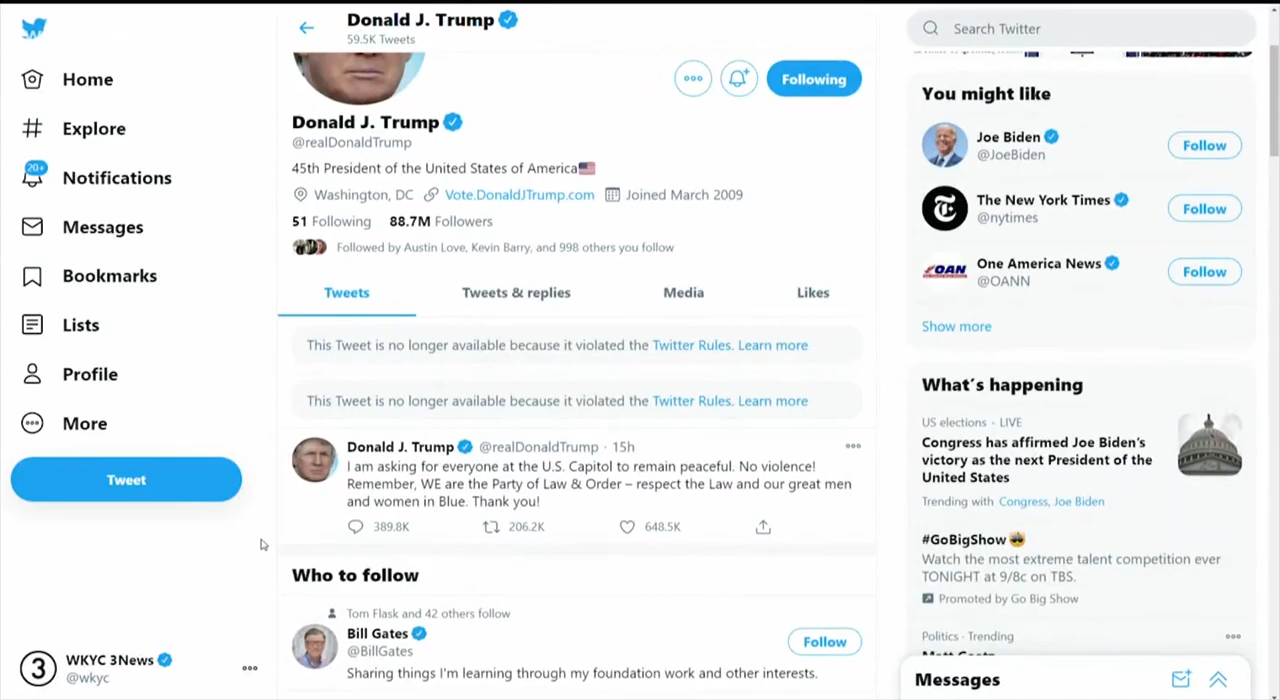 Home
Explore
20+
Notifications
Messages
Bookmarks
Lists
Profile
More
Tweet
3
WKYC 3News
@wkyc
Donald J. Trump
59.5K Tweets
Following
Donald J. Trump
@realDonaldTrump
45th President of the United States of America
Washington, DC Vote.DonaldJTrump.com Joined March 2009
51 Following 88.7M Followers
Followed by Austin Love, Kevin Barry, and 998 others you follow
Tweets Tweets & replies Media Likes
This Tweet is no longer available because it violated the Twitter Rules. Learn more
This Tweet is no longer available because it violated the Twitter Rules. Learn more
Donald J. Trump @realDonaldTrump · 15h
I am asking for everyone at the U.S. Capitol to remain peaceful. No violence!
Remember, WE are the Party of Law & Order – respect the Law and our great men
and women in Blue. Thank you!
389.8K 206.2K 648.5K
Who to follow
Tom Flask and 42 others follow
Bill Gates
@BillGates
Follow
Sharing things I'm learning through my foundation work and other interests.
Search Twitter
You might like
Joe Biden
@JoeBiden
Follow
The New York Times
@nytimes
Follow
OAN
One America News
@OANN
Follow
Show more
What's happening
US elections · LIVE
Congress has affirmed Joe Biden's
victory as the next President of the
United States
Trending with Congress, Joe Biden
#GoBigShow
Watch the most extreme talent competition ever
TONIGHT at 9/8c on TBS.
Promoted by Go Big Show
Politics · Trending
Messages